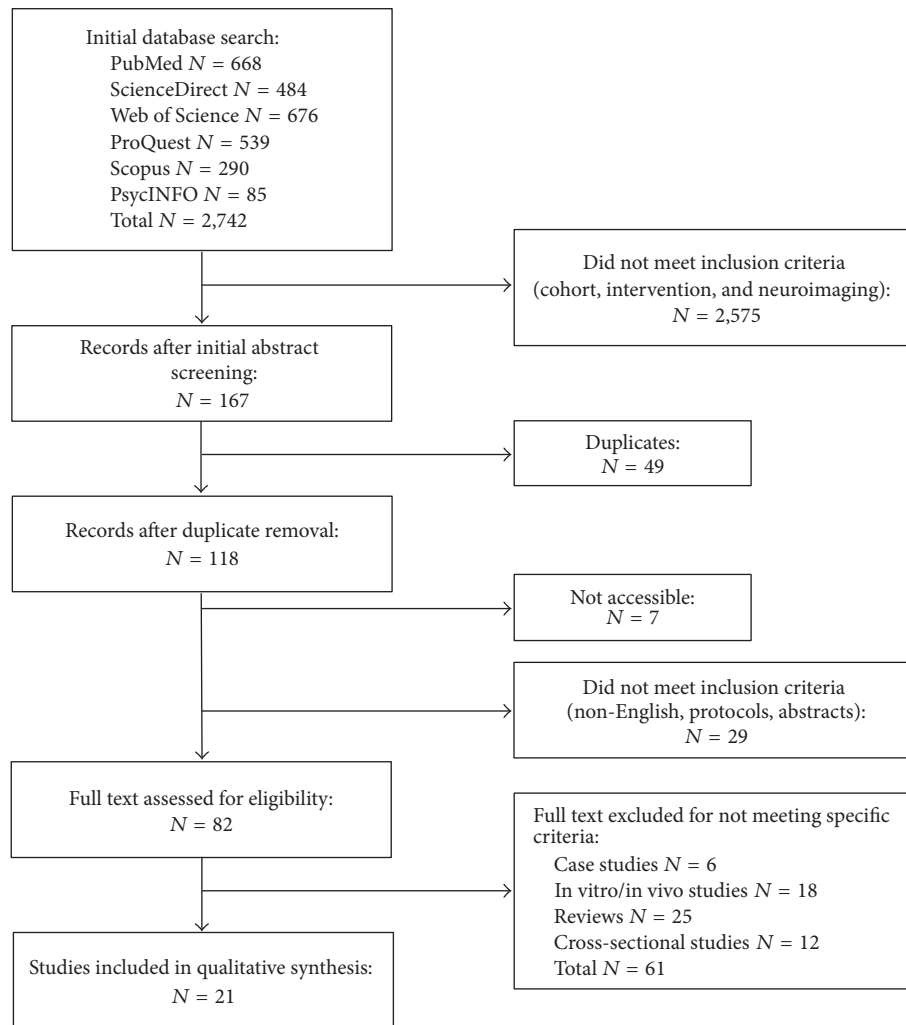 Initial database search:
PubMed N = 668
ScienceDirect N = 484
Web of Science N = 676
ProQuest N = 539
Scopus N = 290
PsycINFO N = 85
Total N = 2,742
Did not meet inclusion criteria
(cohort, intervention, and neuroimaging):
N = 2,575
Records after initial abstract
screening:
N = 167
Duplicates:
N = 49
Records after duplicate removal:
N = 118
Not accessible:
N = 7
Did not meet inclusion criteria
(non-English, protocols, abstracts):
N = 29
Full text assessed for eligibility:
N = 82
Full text excluded for not meeting specific
criteria:
Case studies N = 6
In vitro/in vivo studies N = 18
Reviews N = 25
Cross-sectional studies N = 12
Total N = 61
Studies included in qualitative synthesis:
N = 21